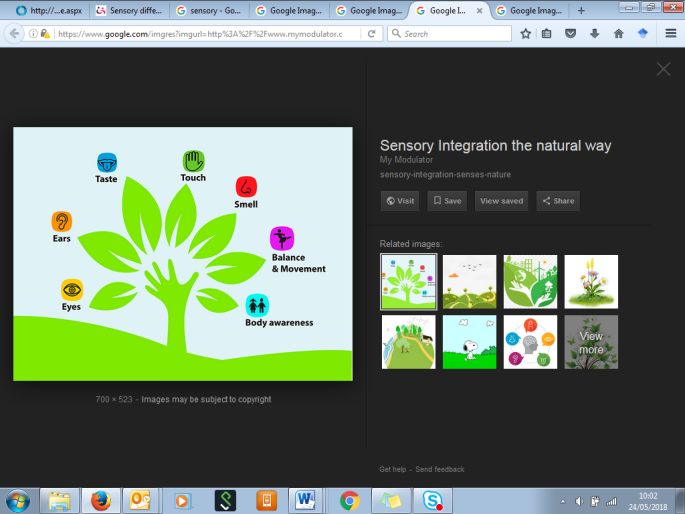 http://...e.aspx
Sensory diffe...
sensory - Go...
Google Imag...
Google Imag...
Google I...
Google Imag...
https://www.google.com/imgres?imgurl=http%3A%2F%2Fwww.mymodulator.c
Search
Taste
Touch
Smell
Ears
Balance
& Movement
Eyes
Body awareness
700 × 523 - Images may be subject to copyright
Sensory Integration the natural way
My Modulator
sensory-integration-senses-nature
Visit
Save
View saved
Share
Related images:
View
more
Get help - Send feedback
10:02
24/05/2018